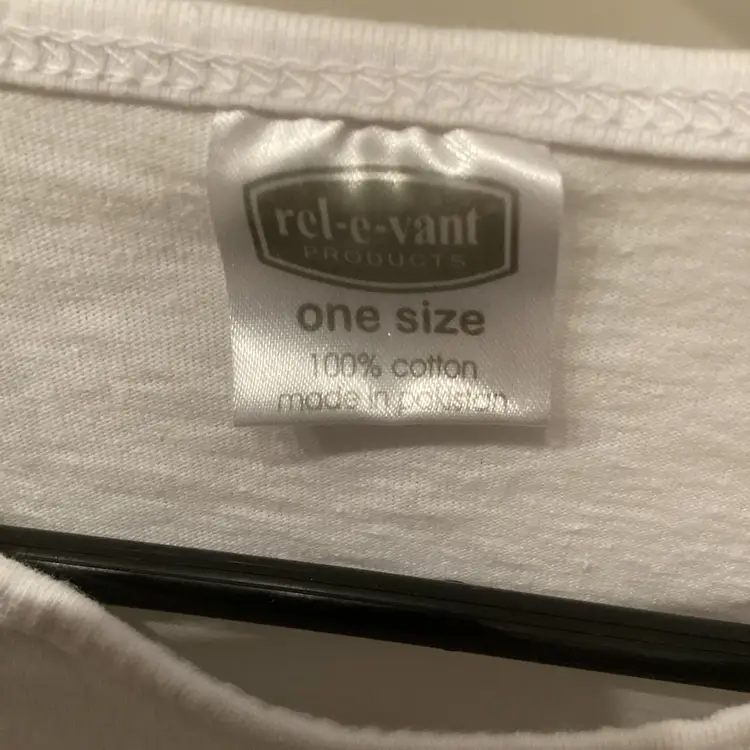 rel-e-vant
PRODUCTS
one size
100% cotton
made in pakistan